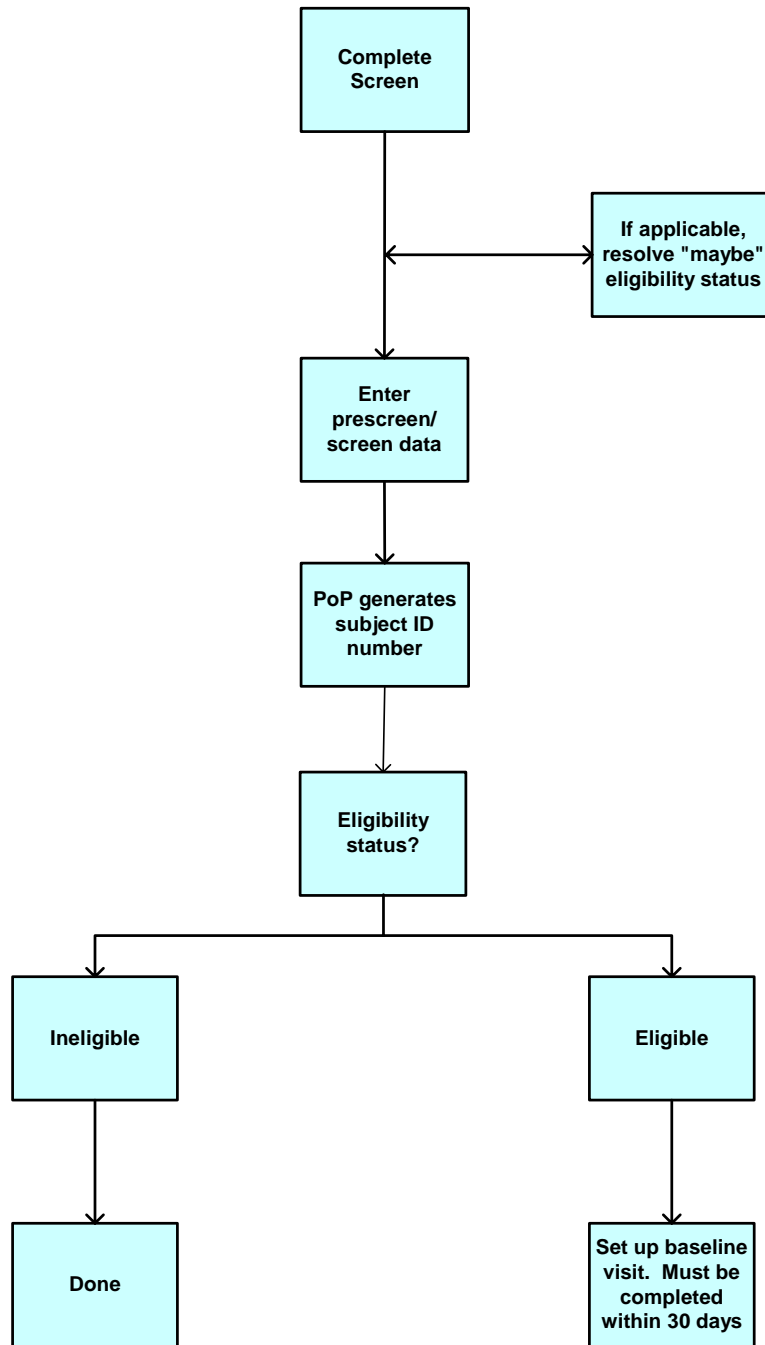 Complete
Screen
If applicable,
resolve "maybe"
eligibility status
Enter
prescreen/
screen data
PoP generates
subject ID
number
Eligibility
status?
Ineligible
Eligible
Done
Set up baseline
visit.  Must be
completed
within 30 days